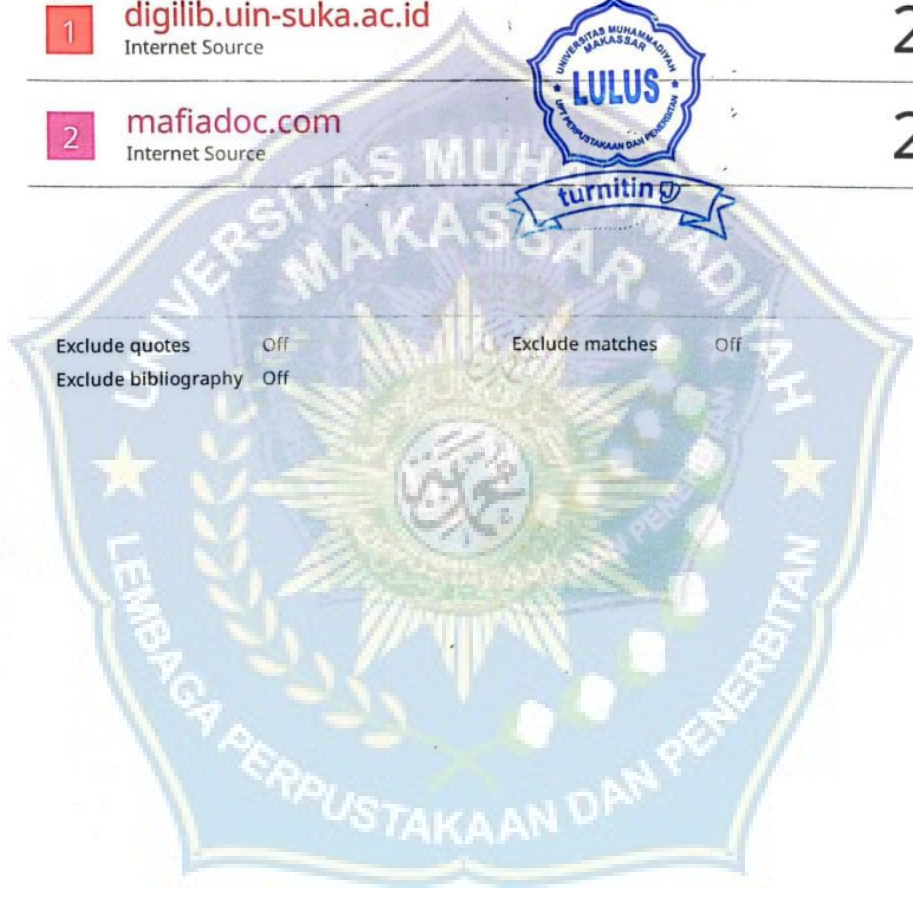 1 digilib.uin-suka.ac.id 2
Internet Source
UNIVERSITAS MUHAMMADIYAH
MAKASSAR
LULUS
UPT PERPUSTAKAAN DAN PENERBITAN
turnitin
2 mafiadoc.com 2
Internet Source
UNIVERSITAS MUHAMMADIYAH
MAKASSAR
Exclude quotes Off
Exclude matches Off
Exclude bibliography Off
LEMBAGA PERPUSTAKAAN DAN PENERBITAN